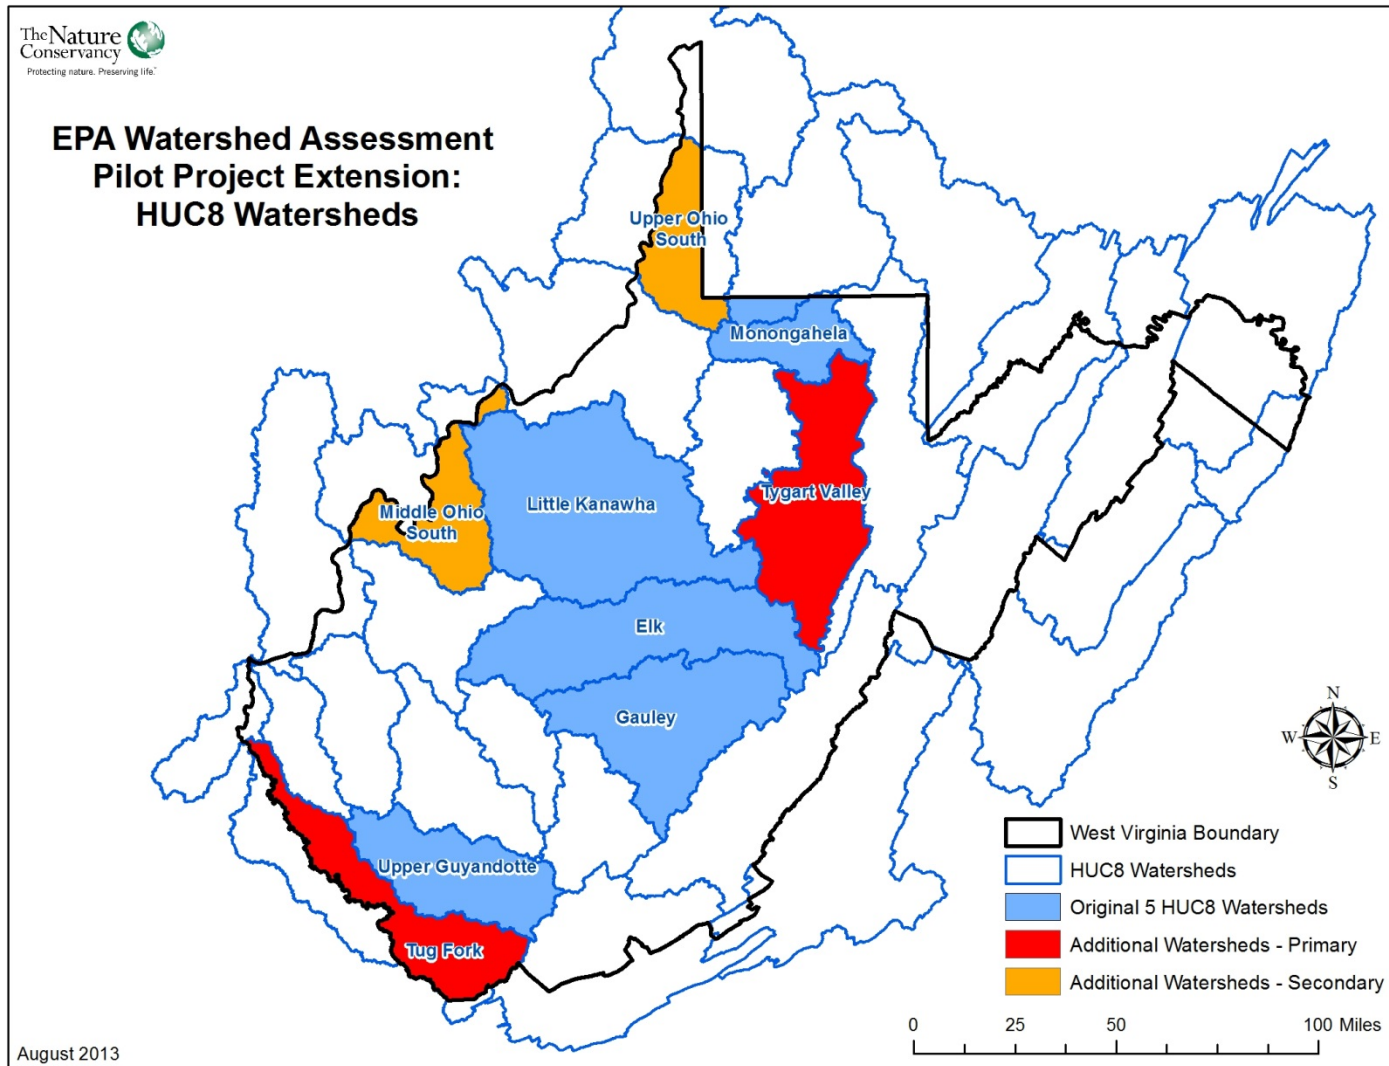 The Nature
Conservancy
Protecting nature. Preserving life.
EPA Watershed Assessment
Pilot Project Extension:
HUC8 Watersheds
Upper Ohio
South
Monongahela
Tygart Valley
Little Kanawha
Middle Ohio
South
Elk
Gauley
Upper Guyandotte
Tug Fork
N
W
E
S
West Virginia Boundary
HUC8 Watersheds
Original 5 HUC8 Watersheds
Additional Watersheds - Primary
Additional Watersheds - Secondary
0 25 50 100 Miles
August 2013